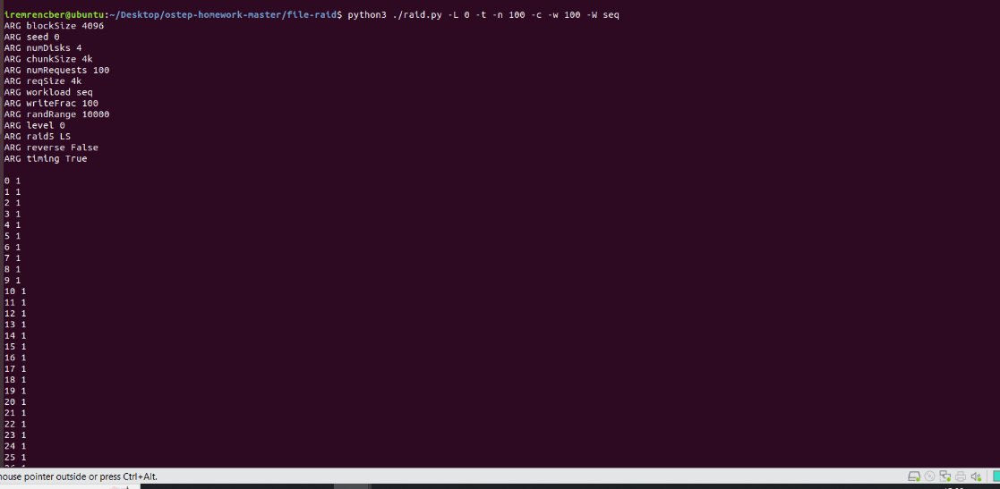 iremrencber@ubuntu:~/Desktop/ostep-homework-master/file-raid$ python3 ./raid.py -L 0 -t -n 100 -c -w 100 -W seq
ARG blockSize 4096
ARG seed 0
ARG numDisks 4
ARG chunkSize 4k
ARG numRequests 100
ARG reqSize 4k
ARG workload seq
ARG writeFrac 100
ARG randRange 10000
ARG level 0
ARG raid5 LS
ARG reverse False
ARG timing True
0 1
1 1
2 1
3 1
4 1
5 1
6 1
7 1
8 1
9 1
10 1
11 1
12 1
13 1
14 1
15 1
16 1
17 1
18 1
19 1
20 1
21 1
22 1
23 1
24 1
25 1
mouse pointer outside or press Ctrl+Alt.